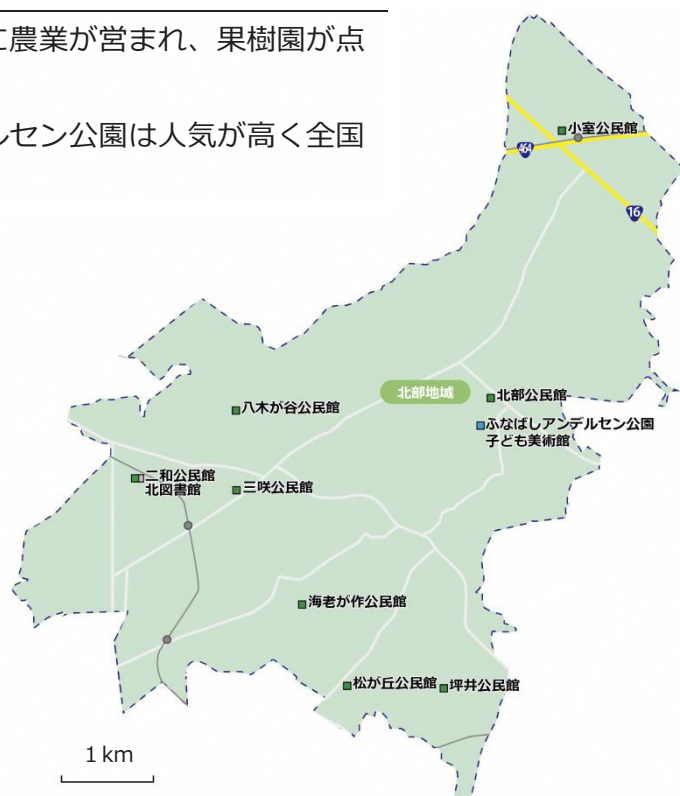 に農業が営まれ、果樹園が点
ルセン公園は人気が高く全国
小室公民館
464
16
北部地域
北部公民館
八木が谷公民館
ふなばしアンデルセン公園
子ども美術館
二和公民館
北図書館
三咲公民館
海老が作公民館
松が丘公民館
坪井公民館
1km